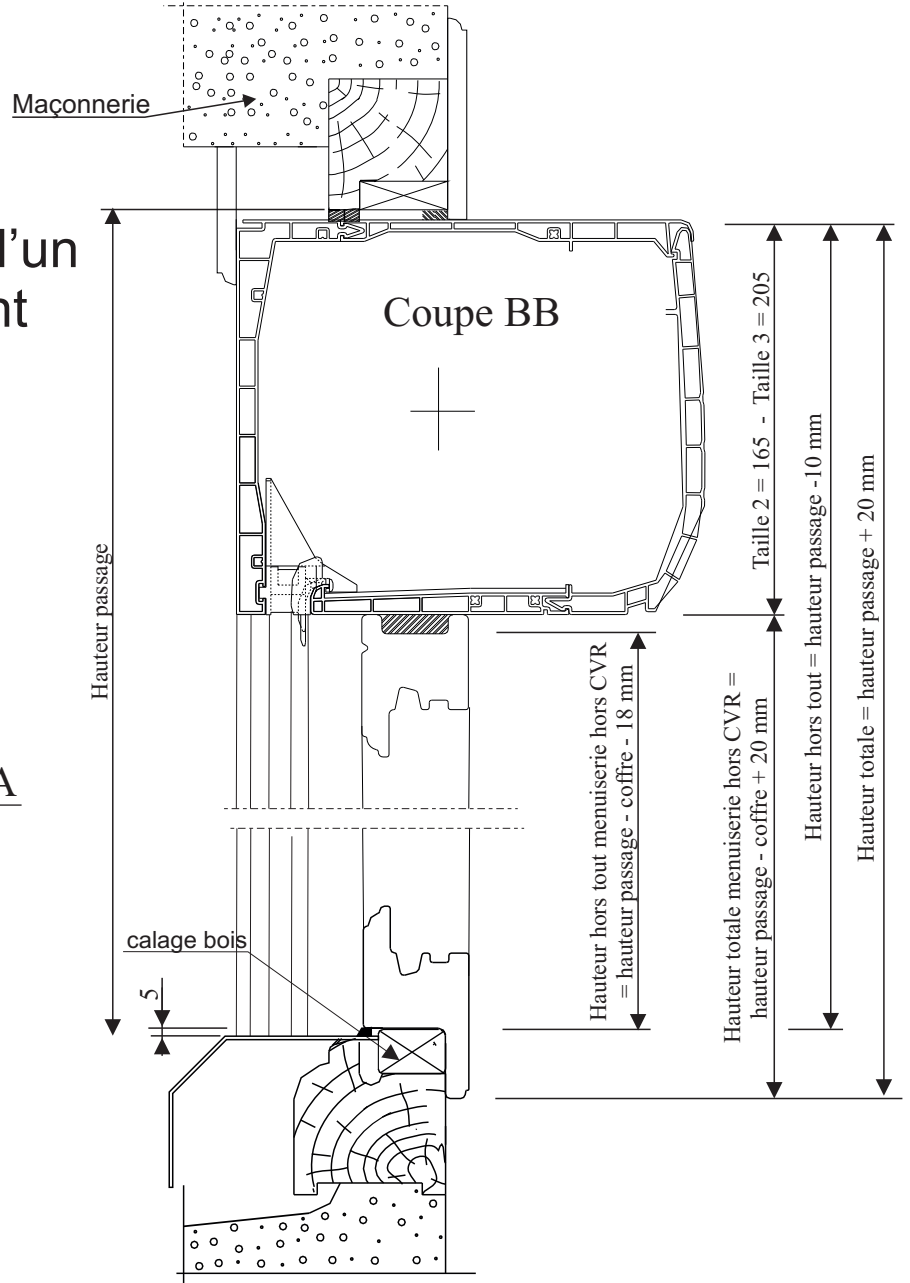 Maçonnerie
l'un
nt
Coupe BB
Hauteur passage
Taille 2 = 165 - Taille 3 = 205
Hauteur hors tout = hauteur passage -10 mm
Hauteur totale = hauteur passage + 20 mm
Hauteur hors tout menuiserie hors CVR
= hauteur passage - coffre - 18 mm
Hauteur totale menuiserie hors CVR =
hauteur passage - coffre + 20 mm
A
calage bois
5